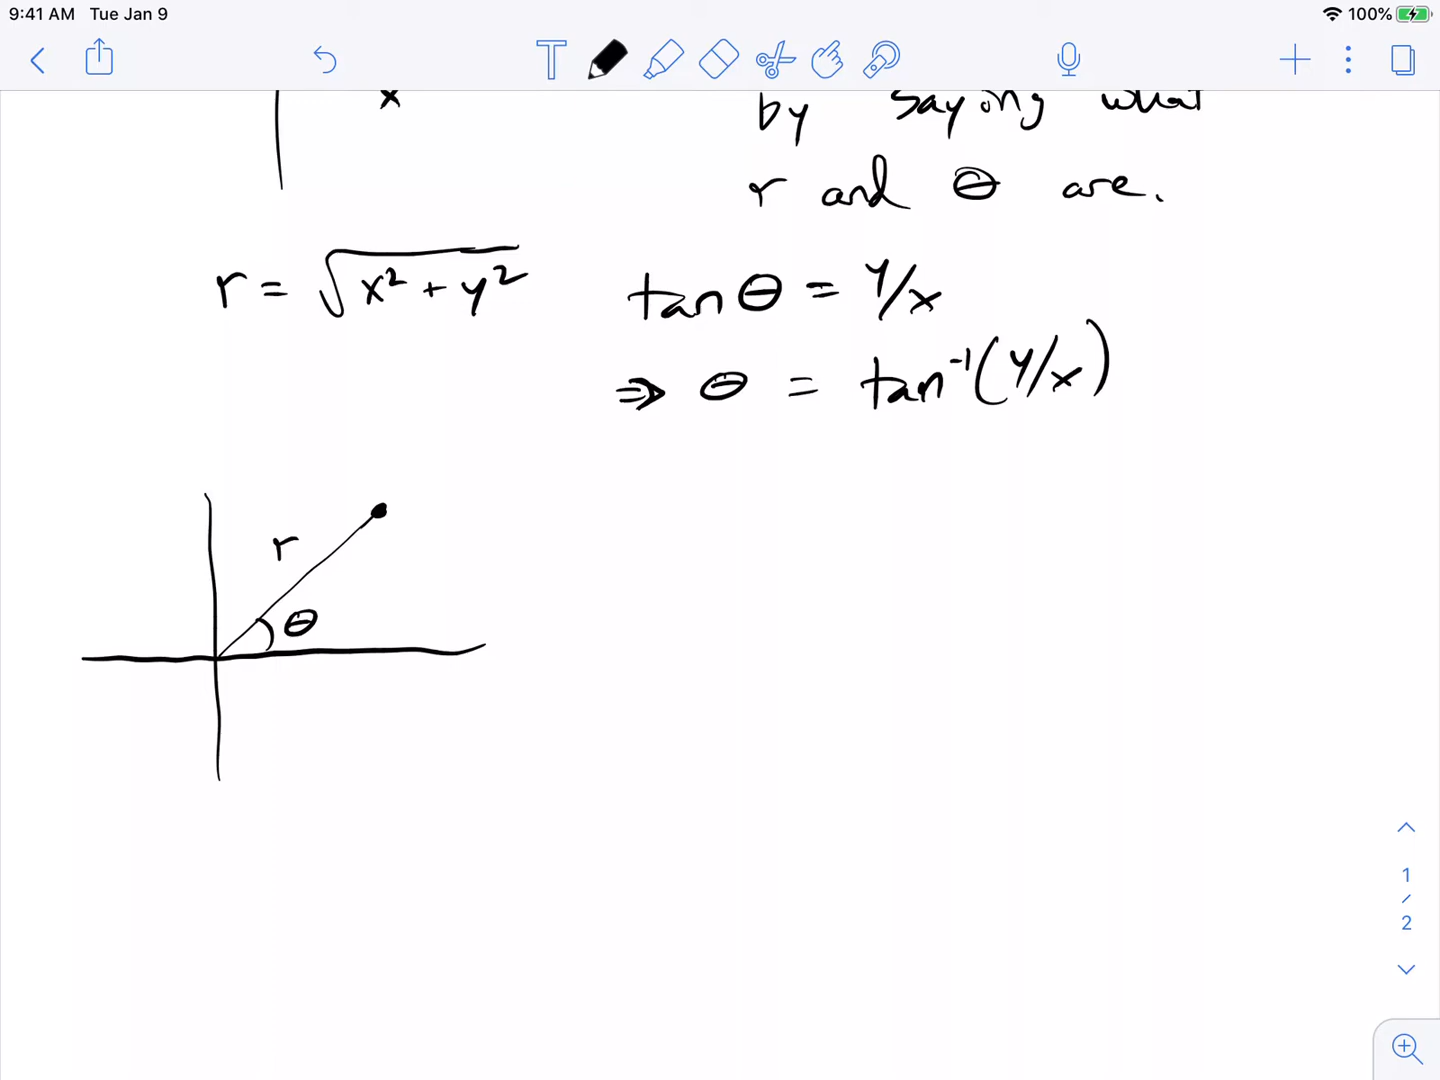 9:41 AM Tue Jan 9 100%
T
x
by saying what
r and θ are.
r = √x² + y² tan θ = y/x
⇒ θ = tan⁻¹(y/x)
r
θ
1
/
2